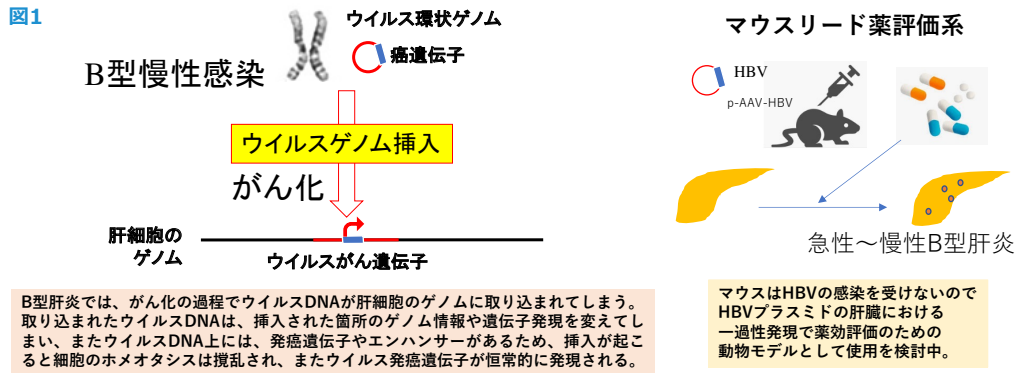 図1
B型慢性感染
ウイルス環状ゲノム
癌遺伝子
ウイルスゲノム挿入
がん化
肝細胞の
ゲノム
ウイルスがん遺伝子
B型肝炎では、がん化の過程でウイルスDNAが肝細胞のゲノムに取り込まれてしまう。
取り込まれたウイルスDNAは、挿入された箇所のゲノム情報や遺伝子発現を変えてし
まい、またウイルスDNA上には、発癌遺伝子やエンハンサーがあるため、挿入が起こ
ると細胞のホメオタシスは撹乱され、またウイルス発癌遺伝子が恒常的に発現される。
マウスリード薬評価系
HBV
p-AAV-HBV
急性～慢性B型肝炎
マウスはHBVの感染を受けないので
HBVプラスミドの肝臓における
一過性発現で薬効評価のための
動物モデルとして使用を検討中。